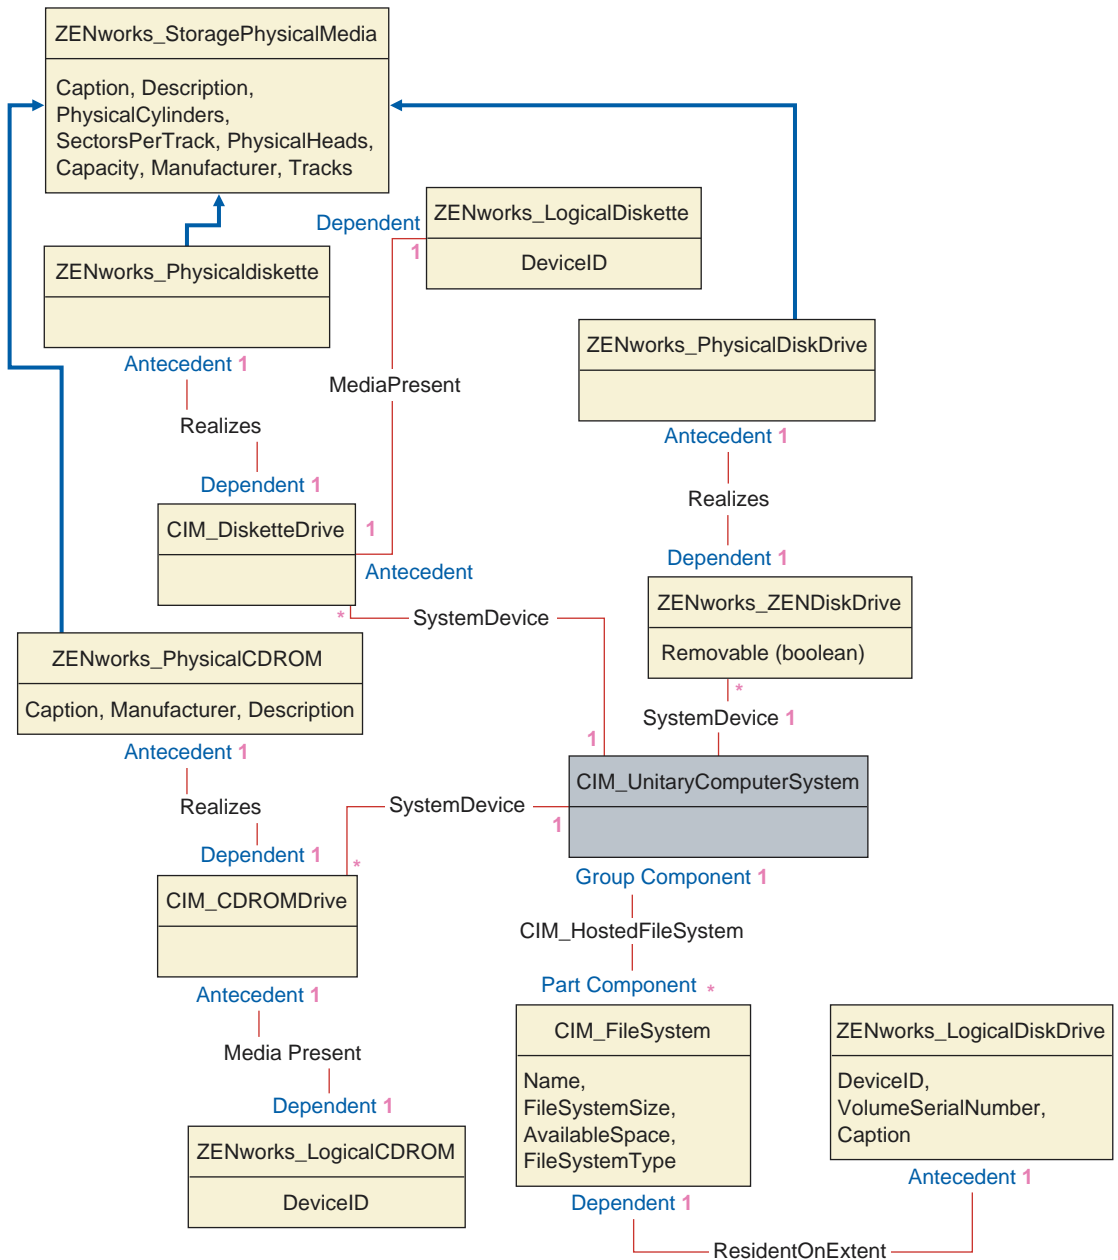 ZENworks_StoragePhysicalMedia
Caption, Description,
PhysicalCylinders,
SectorsPerTrack, PhysicalHeads,
Capacity, Manufacturer, Tracks
ZENworks_LogicalDiskette
DeviceID
Dependent
1
ZENworks_Physicaldiskette
Antecedent 1
Realizes
Dependent 1
MediaPresent
ZENworks_PhysicalDiskDrive
Antecedent 1
Realizes
Dependent 1
CIM_DisketteDrive
1
Antecedent
*
SystemDevice
1
ZENworks_ZENDiskDrive
Removable (boolean)
*
SystemDevice 1
ZENworks_PhysicalCDROM
Caption, Manufacturer, Description
Antecedent 1
Realizes
Dependent 1
CIM_UnitaryComputerSystem
SystemDevice
1
*
CIM_CDROMDrive
Antecedent 1
Media Present
Dependent 1
ZENworks_LogicalCDROM
DeviceID
Group Component 1
CIM_HostedFileSystem
Part Component *
CIM_FileSystem
Name,
FileSystemSize,
AvailableSpace,
FileSystemType
Dependent 1
ZENworks_LogicalDiskDrive
DeviceID,
VolumeSerialNumber,
Caption
Antecedent 1
ResidentOnExtent